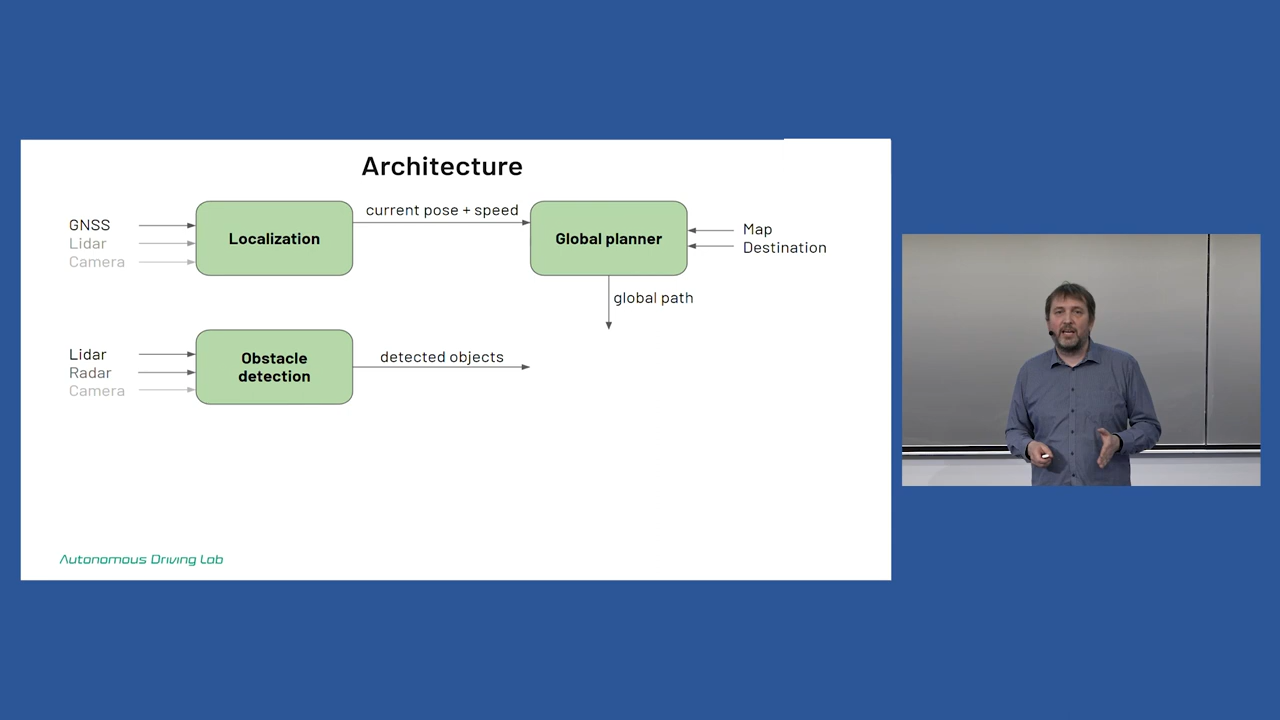 Architecture
GNSS
Lidar
Camera
Localization
current pose + speed
Global planner
Map
Destination
global path
Lidar
Radar
Camera
Obstacle
detection
detected objects
Autonomous Driving Lab